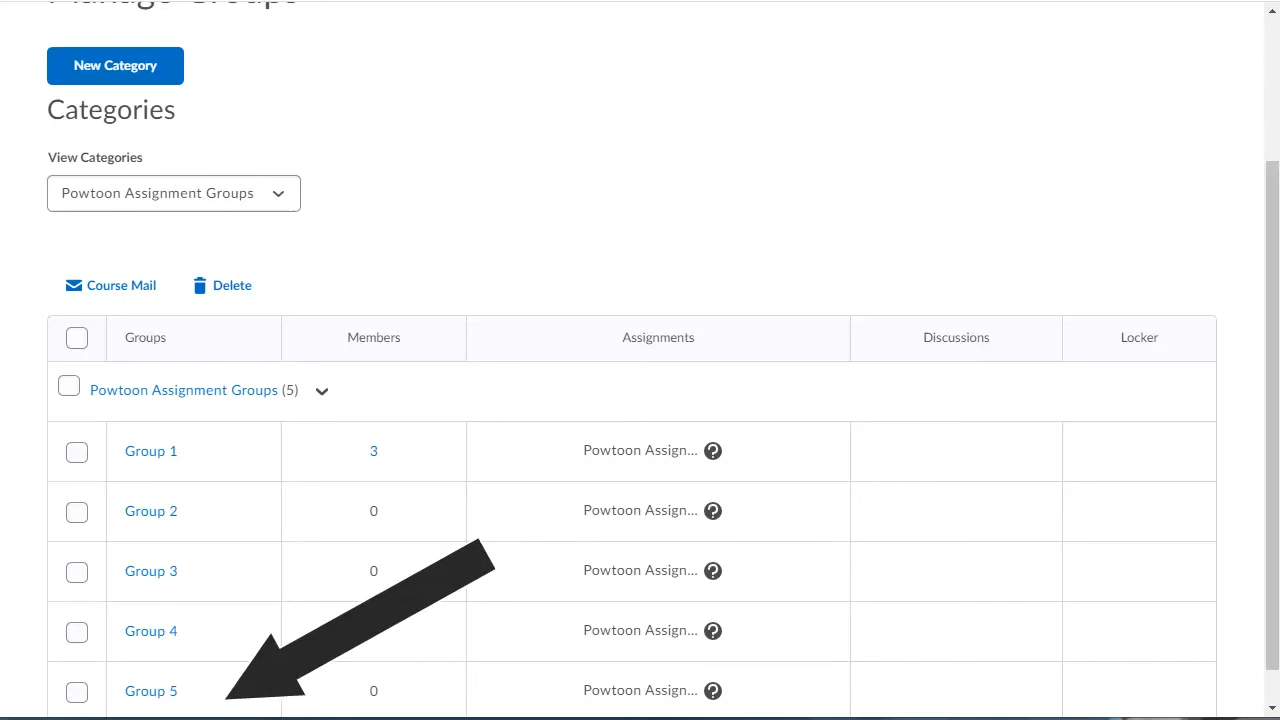 Manage Groups
New Category
Categories
View Categories
Powtoon Assignment Groups
Course Mail Delete
Groups Members Assignments Discussions Locker
Powtoon Assignment Groups (5)
Group 1 3 Powtoon Assign... ?
Group 2 0 Powtoon Assign... ?
Group 3 0 Powtoon Assign... ?
Group 4 Powtoon Assign... ?
Group 5 0 Powtoon Assign... ?